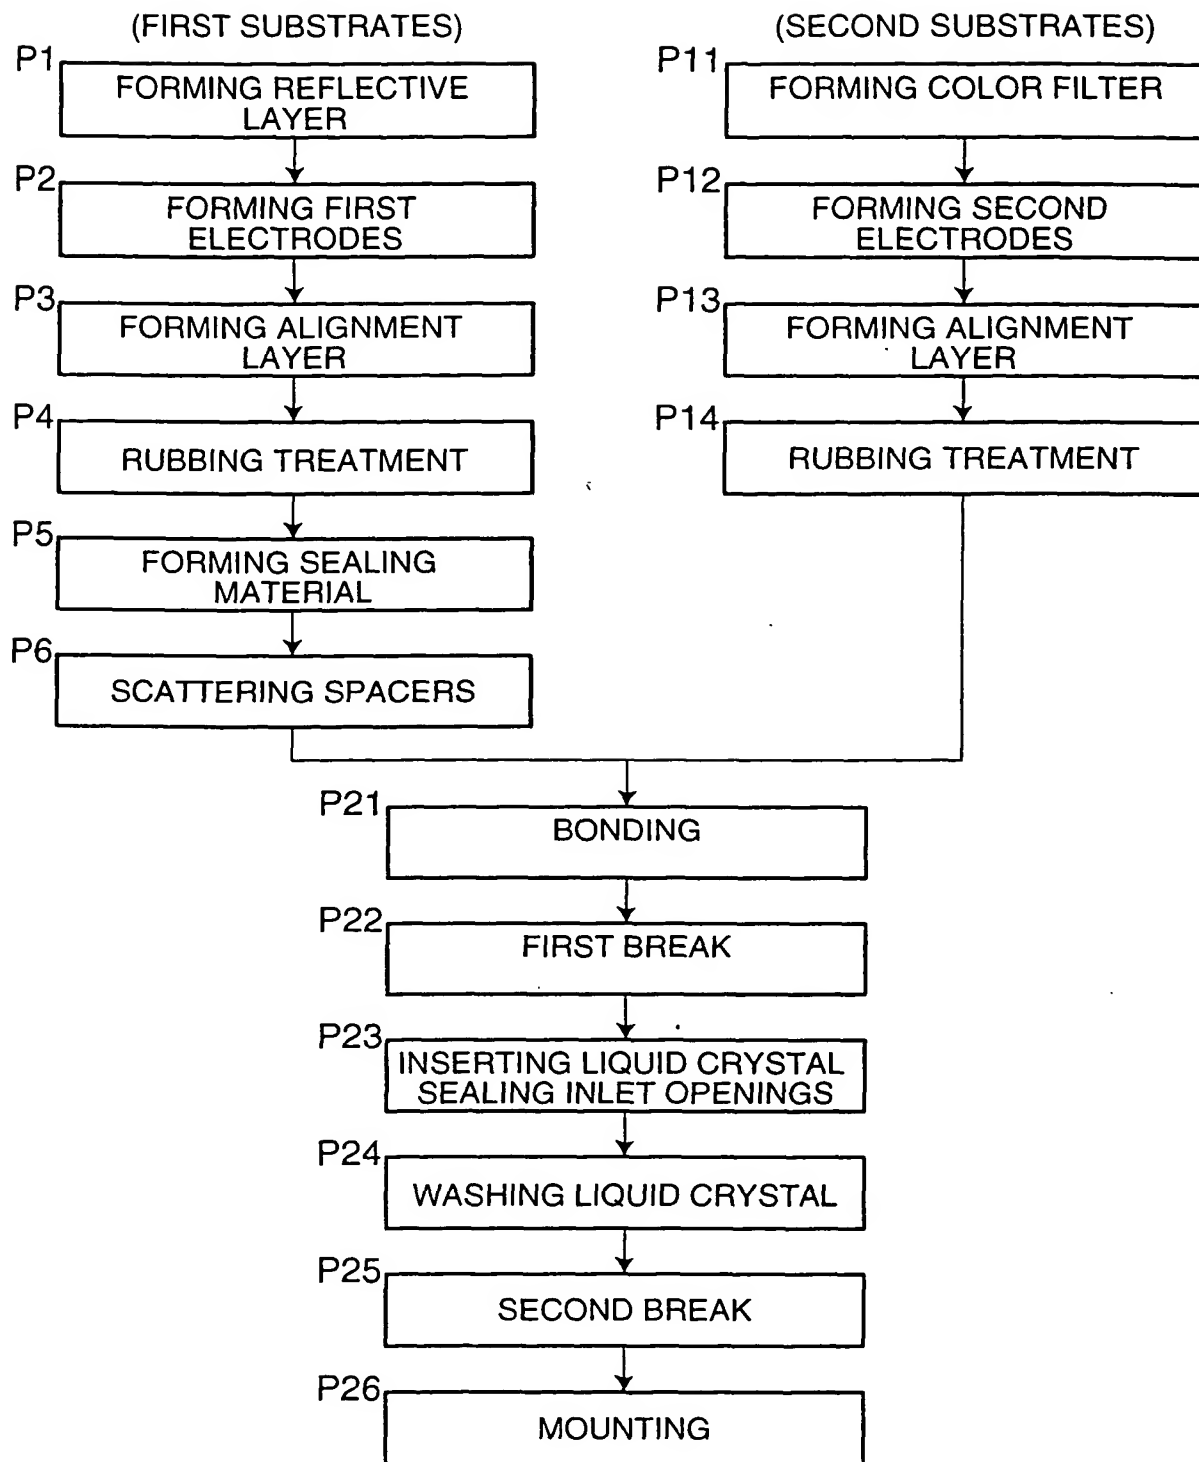 (FIRST SUBSTRATES)
P1
FORMING REFLECTIVE
LAYER
P2
FORMING FIRST
ELECTRODES
P3
FORMING ALIGNMENT
LAYER
P4
RUBBING TREATMENT
P5
FORMING SEALING
MATERIAL
P6
SCATTERING SPACERS
(SECOND SUBSTRATES)
P11
FORMING COLOR FILTER
P12
FORMING SECOND
ELECTRODES
P13
FORMING ALIGNMENT
LAYER
P14
RUBBING TREATMENT
P21
BONDING
P22
FIRST BREAK
P23
INSERTING LIQUID CRYSTAL
SEALING INLET OPENINGS
P24
WASHING LIQUID CRYSTAL
P25
SECOND BREAK
P26
MOUNTING